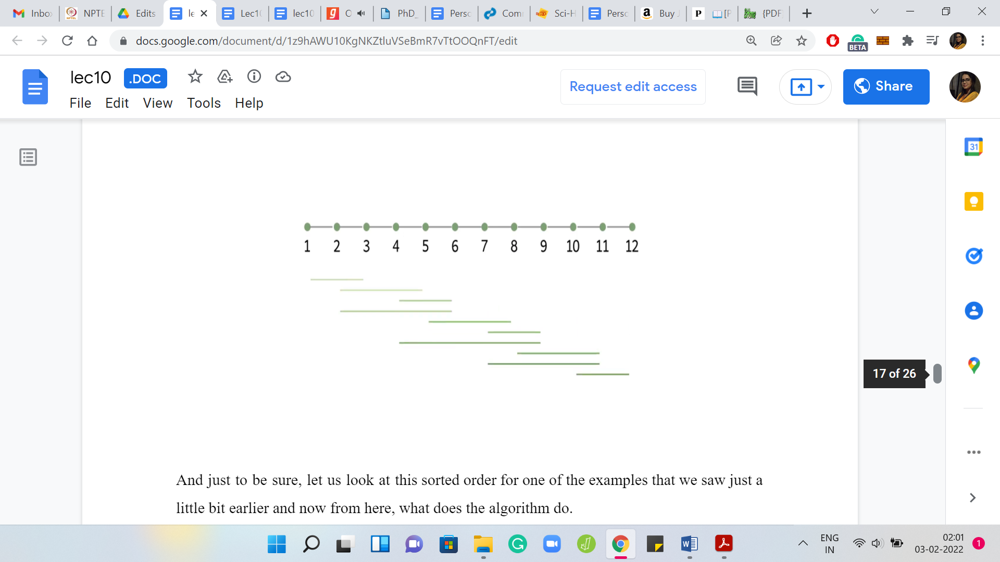 Inbo NPTE Edits le Lec1 lec10 O PhD_ Perso Com Sci-H Perso Buy J [P {PDF
docs.google.com/document/d/1z9hAWU10KgNKZtluVSeBmR7vTtOOQnFT/edit
BETA
lec10 .DOC
Request edit access
Share
File Edit View Tools Help
31
1 2 3 4 5 6 7 8 9 10 11 12
17 of 26
And just to be sure, let us look at this sorted order for one of the examples that we saw just a
little bit earlier and now from here, what does the algorithm do.
ENG
IN
02:01
03-02-2022
1